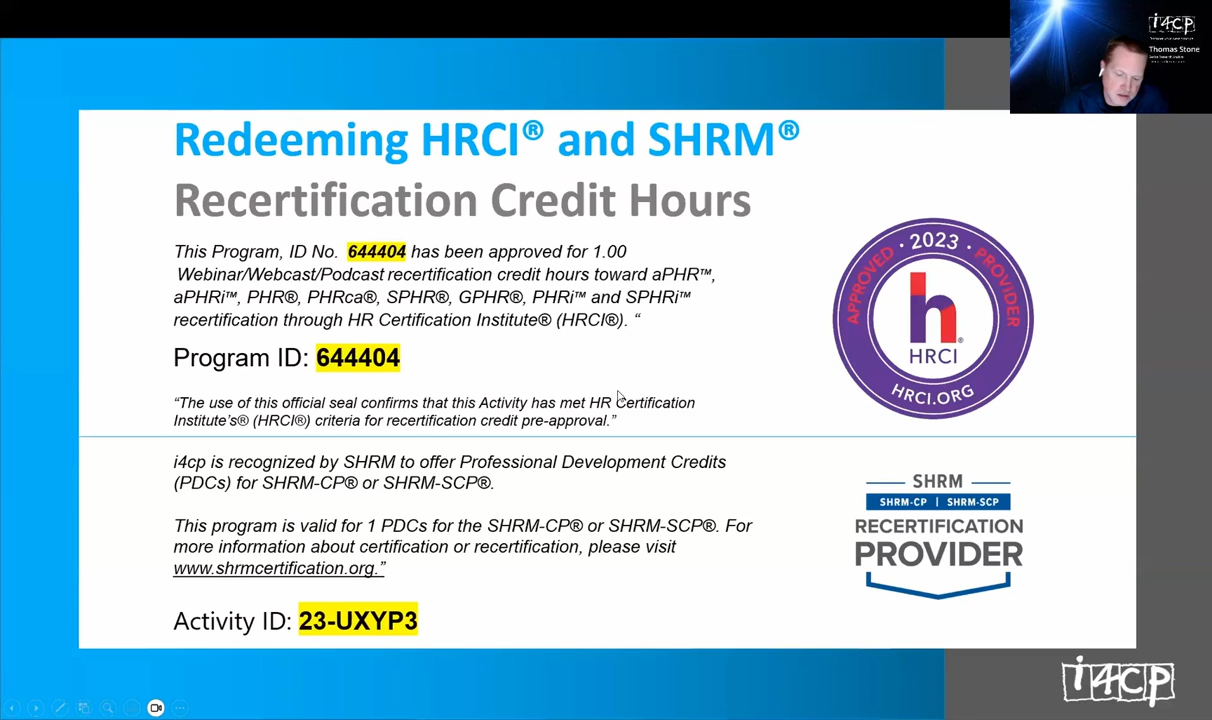 i4cp
Thomas Stone
Redeeming HRCI® and SHRM®
Recertification Credit Hours
This Program, ID No. 644404 has been approved for 1.00
Webinar/Webcast/Podcast recertification credit hours toward aPHR™,
aPHRi™, PHR®, PHRca®, SPHR®, GPHR®, PHRi™ and SPHRi™
recertification through HR Certification Institute® (HRCI®). “
Program ID: 644404
“The use of this official seal confirms that this Activity has met HR Certification
Institute’s® (HRCI®) criteria for recertification credit pre-approval.”
APPROVED · 2023 · PROVIDER
h
HRCI
HRCI.ORG
i4cp is recognized by SHRM to offer Professional Development Credits
(PDCs) for SHRM-CP® or SHRM-SCP®.
This program is valid for 1 PDCs for the SHRM-CP® or SHRM-SCP®. For
more information about certification or recertification, please visit
www.shrmcertification.org.”
Activity ID: 23-UXYP3
SHRM
SHRM-CP | SHRM-SCP
RECERTIFICATION
PROVIDER
i4cp